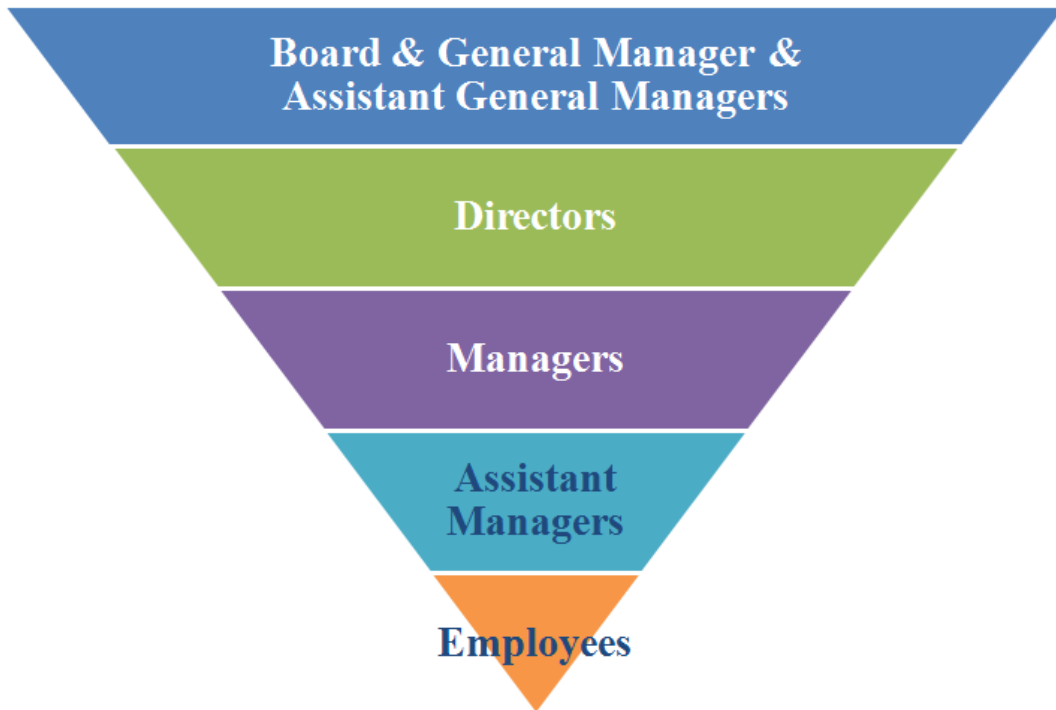 Board & General Manager &
Assistant General Managers
Directors
Managers
Assistant
Managers
Employees